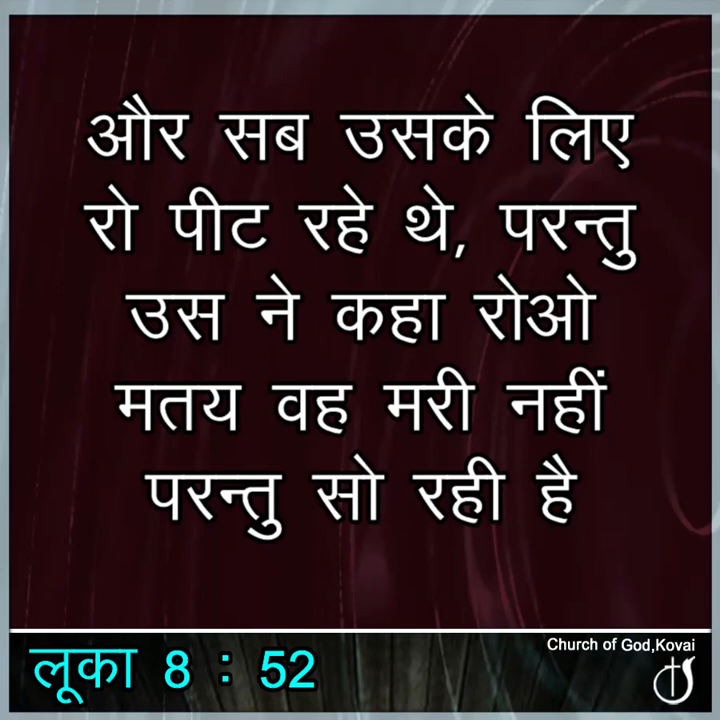 और सब उसके लिए
रो पीट रहे थे, परन्तु
उस ने कहा रोओ
मतय वह मरी नहीं
परन्तु सो रही है
लूका 8 : 52
Church of God,Kovai